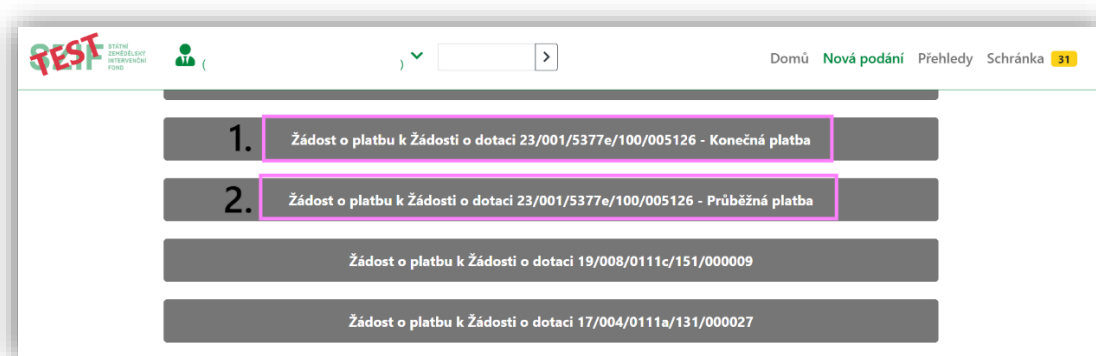 SZIF
TEST
STÁTNÍ
ZEMĚDĚLSKÝ
INTERVENČNÍ
FOND
( )
Domů Nová podání Přehledy Schránka 31
1. Žádost o platbu k Žádosti o dotaci 23/001/5377e/100/005126 - Konečná platba
2. Žádost o platbu k Žádosti o dotaci 23/001/5377e/100/005126 - Průběžná platba
Žádost o platbu k Žádosti o dotaci 19/008/0111c/151/000009
Žádost o platbu k Žádosti o dotaci 17/004/0111a/131/000027